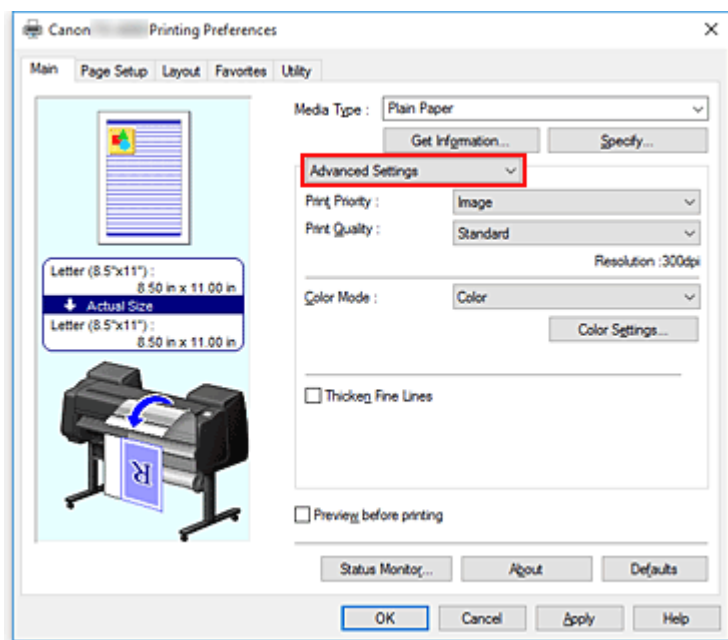 Canon Printing Preferences
Main Page Setup Layout Favorites Utility
Media Type : Plain Paper
Get Information... Specify...
Advanced Settings
Print Priority : Image
Print Quality : Standard
Resolution :300dpi
Color Mode : Color
Color Settings...
Thicken Fine Lines
Letter (8.5"x11") :
8.50 in x 11.00 in
Actual Size
Letter (8.5"x11") :
8.50 in x 11.00 in
R
Preview before printing
Status Monitor... About Defaults
OK Cancel Apply Help